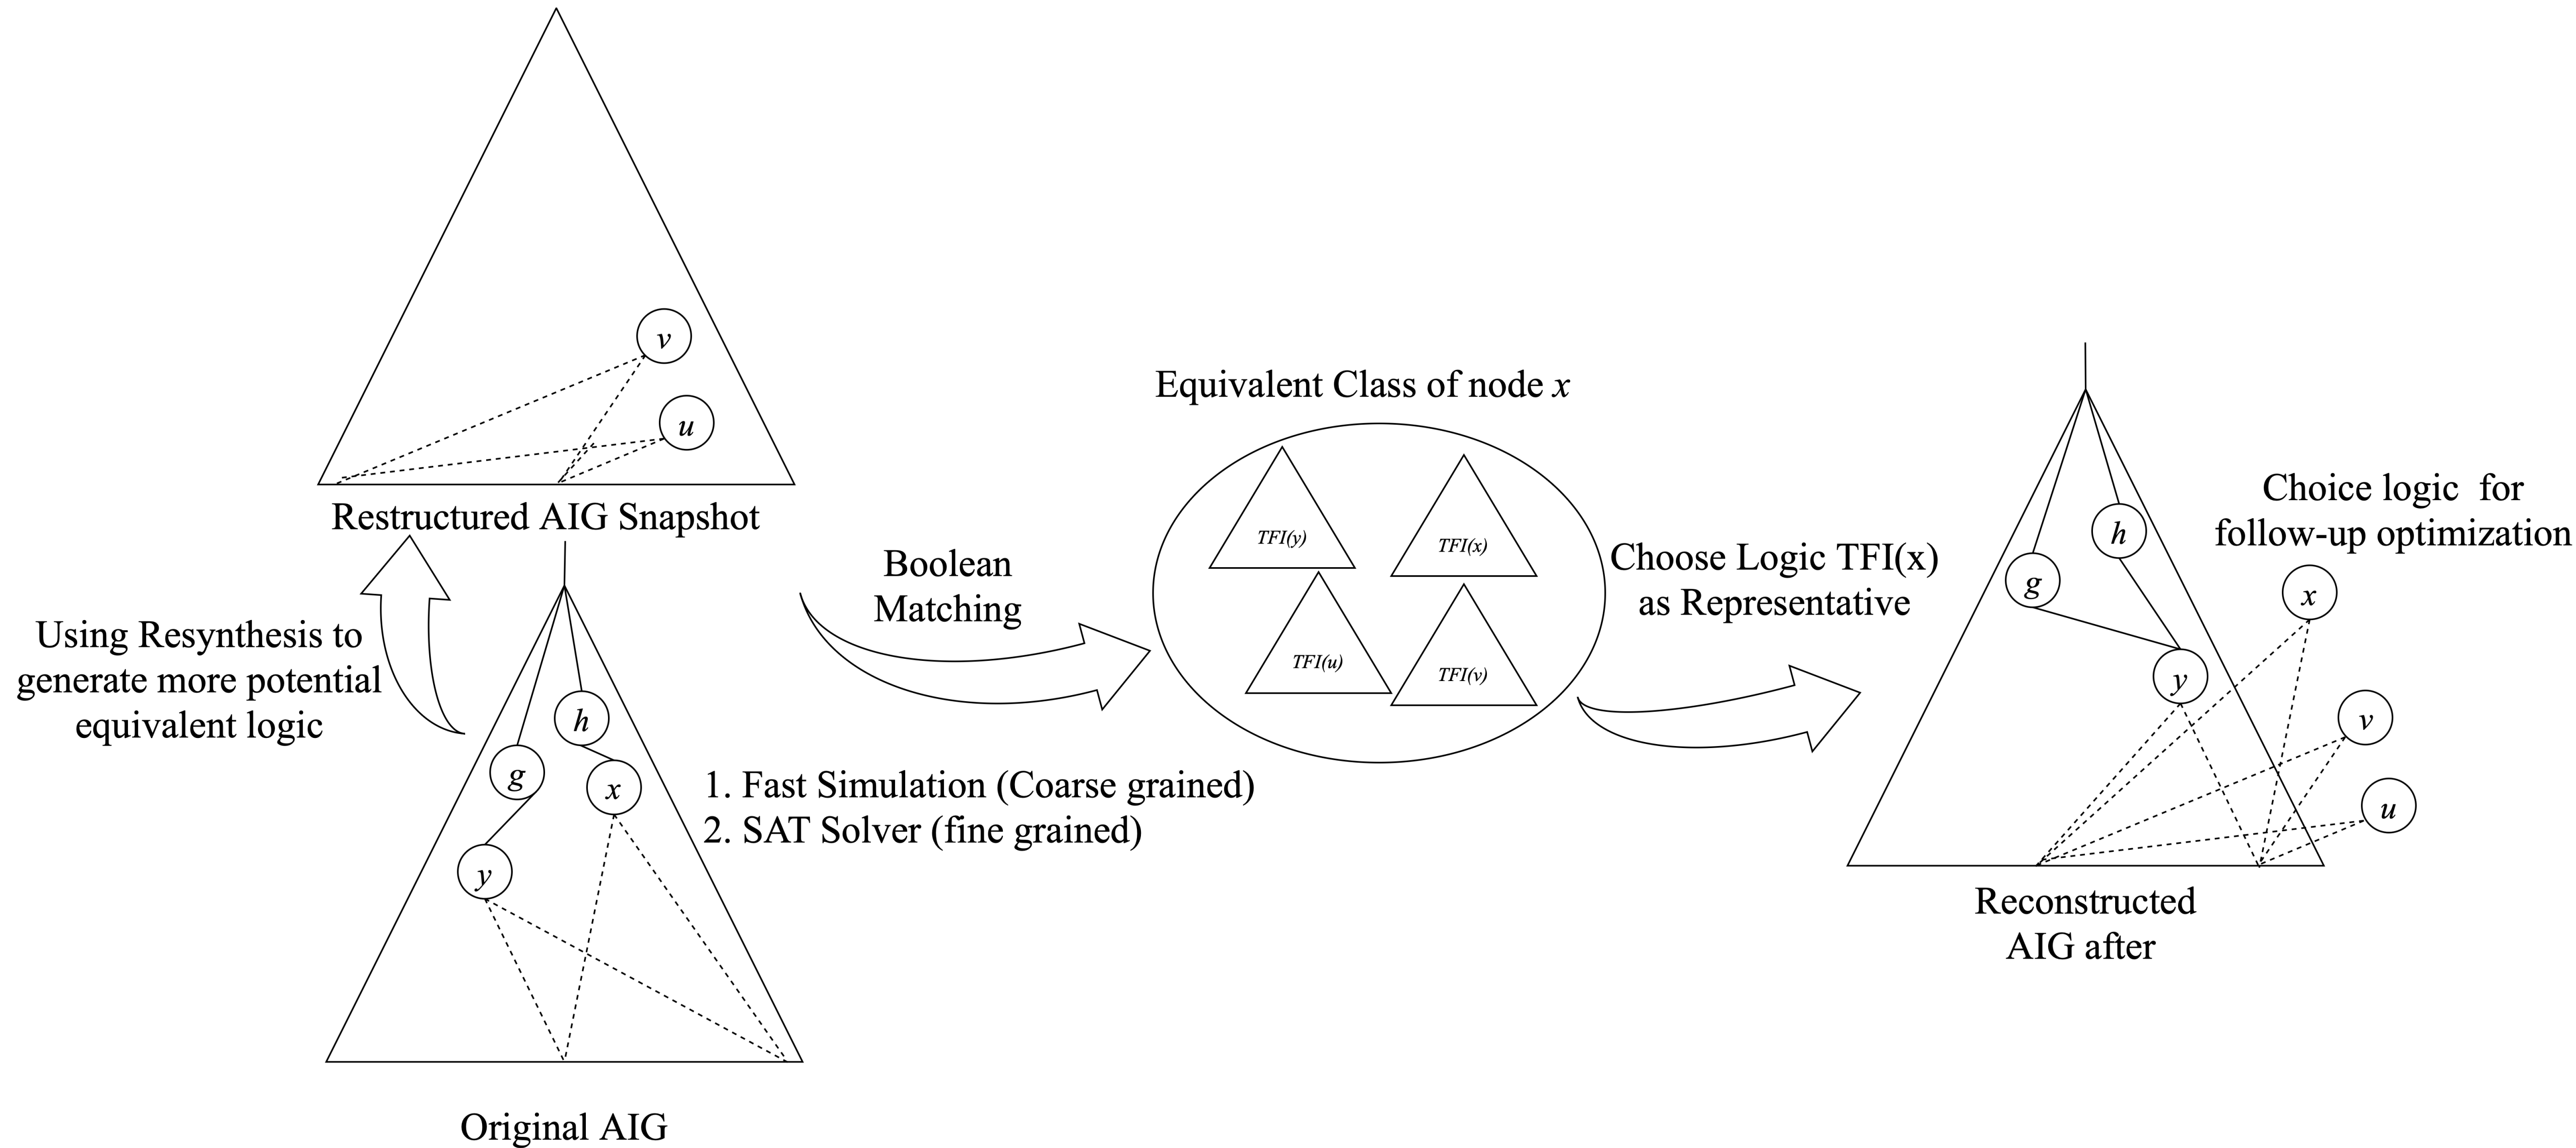 v
u
Restructured AIG Snapshot
Using Resynthesis to
generate more potential
equivalent logic
h
g
x
y
Original AIG
Boolean
Matching
1. Fast Simulation (Coarse grained)
2. SAT Solver (fine grained)
Equivalent Class of node x
TFI(y)
TFI(x)
TFI(u)
TFI(v)
Choose Logic TFI(x)
as Representative
h
g
y
Choice logic for
follow-up optimization
x
v
u
Reconstructed
AIG after